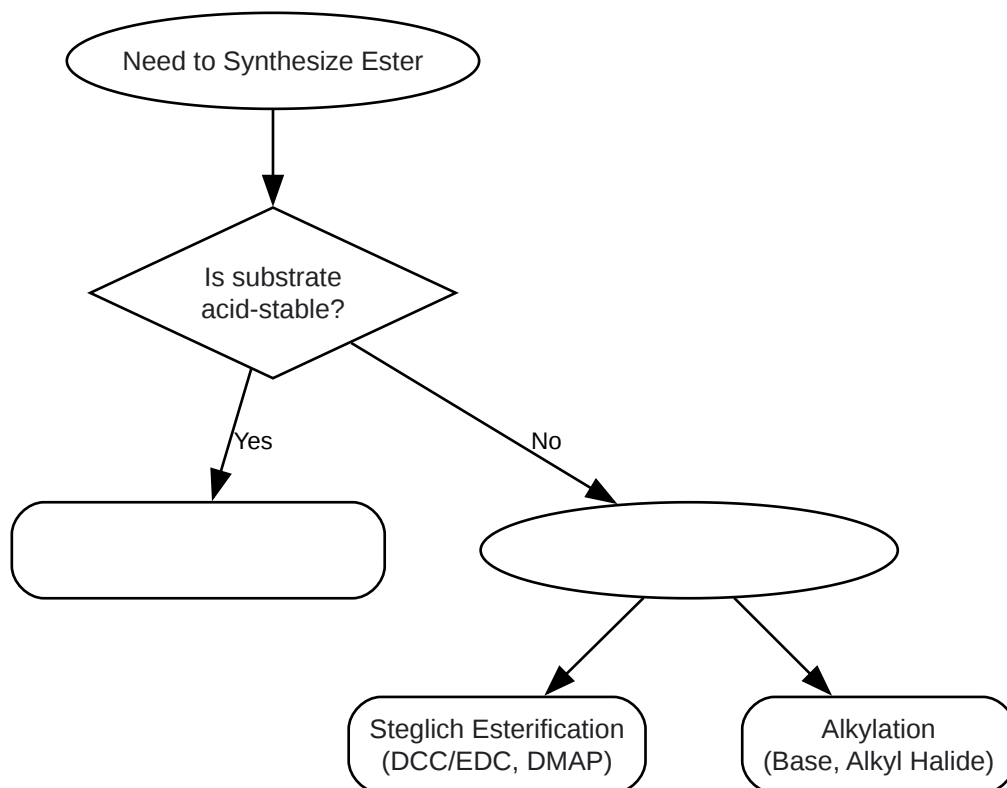 Need to Synthesize Ester
Is substrate
acid-stable?
Yes
No
Steglich Esterification
(DCC/EDC, DMAP)
Alkylation
(Base, Alkyl Halide)